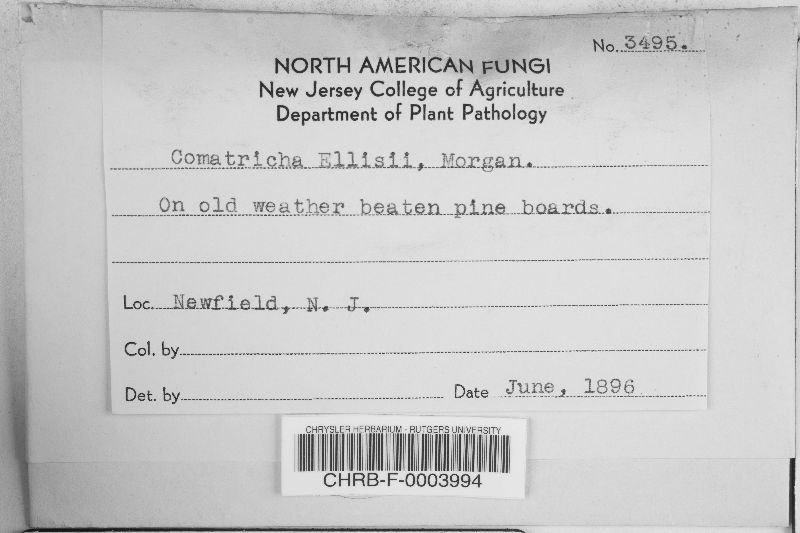 No. 3495.
NORTH AMERICAN FUNGI
New Jersey College of Agriculture
Department of Plant Pathology
Comatricha Ellisii, Morgan.
On old weather beaten pine boards.
Loc. Newfield, N. J.
Col. by
Det. by Date June, 1896
CHRYSLER HERBARIUM - RUTGERS UNIVERSITY
CHRB-F-0003994